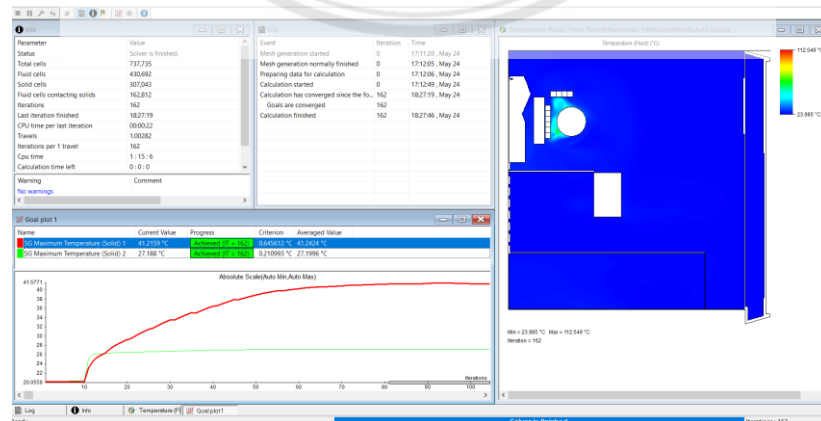 Info
Parameter Value
Status Solver is finished.
Total cells 737,735
Fluid cells 430,692
Solid cells 307,043
Fluid cells contacting solids 162,812
Iterations 162
Last iteration finished 18:27:19
CPU time per last iteration 00:00:22
Travels 1.00282
Iterations per 1 travel 162
Cpu time 1 : 15 : 6
Calculation time left 0 : 0 : 0
Warning Comment
No warnings
Log
Event Iteration Time
Mesh generation started 0 17:11:20 , May 24
Mesh generation normally finished 0 17:12:05 , May 24
Preparing data for calculation 0 17:12:06 , May 24
Calculation started 0 17:12:49 , May 24
Calculation has converged since the fo... 162 18:27:19 , May 24
Goals are converged 162
Calculation finished 162 18:27:46 , May 24
Temperature (Fluid) (°C)
112.548 °C
23.985 °C
Min = 23.985 °C Max = 112.548 °C
Iteration = 162
Goal plot 1
Name Current Value Progress Criterion Averaged Value
SG Maximum Temperature (Solid) 1 41.2159 °C Achieved (IT = 162) 0.645612 °C 41.2424 °C
SG Maximum Temperature (Solid) 2 27.188 °C Achieved (IT = 162) 0.210993 °C 27.1996 °C
Absolute Scale(Auto Min,Auto Max)
41.5771
40
38
36
34
32
30
28
26
24
22
20.0558
Iterations
10 20 30 40 50 60 70 80 90 100
Log Info Temperature (Fl Goal plot1
Solver is finished